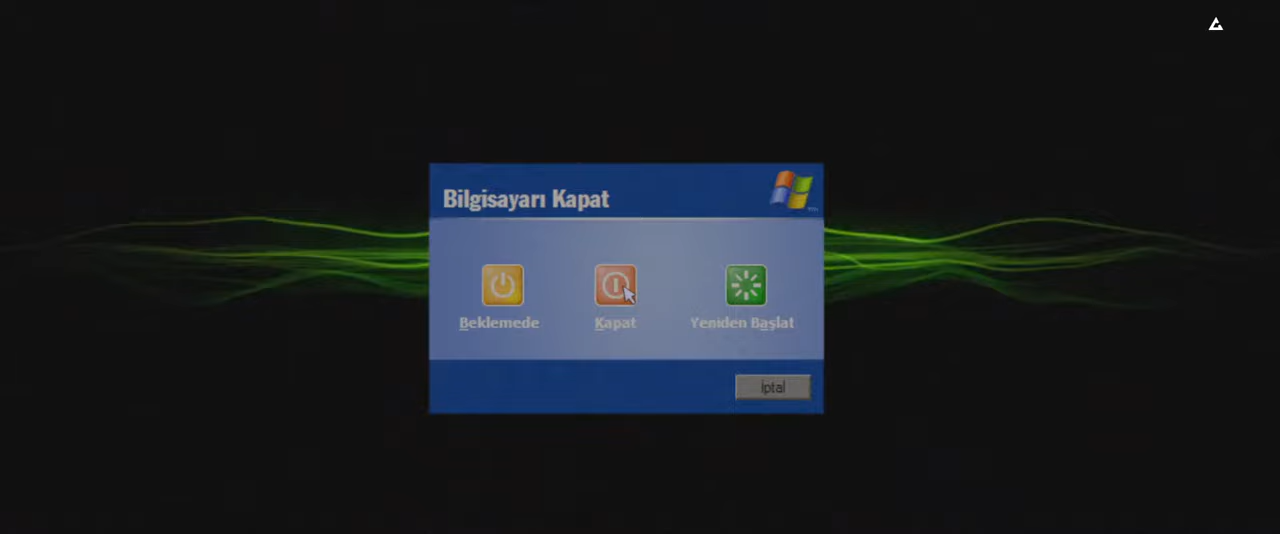 Bilgisayarı Kapat
Beklemede
Kapat
Yeniden Başlat
İptal